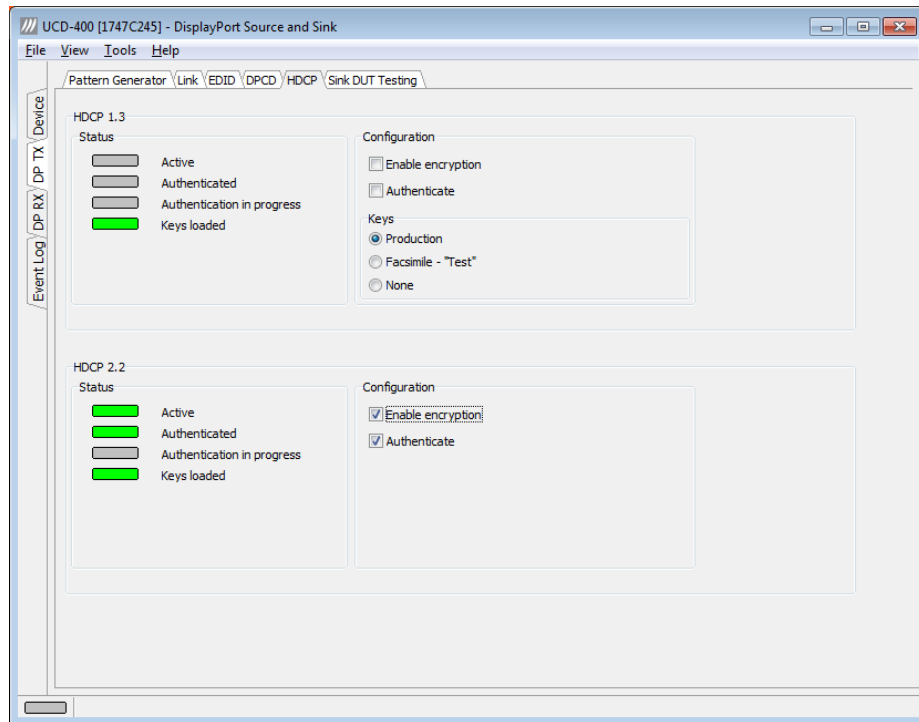 UCD-400 [1747C245] - DisplayPort Source and Sink
File View Tools Help
Pattern Generator Link EDID DPCD HDCP Sink DUT Testing
Device
DP TX
DP RX
Event Log
HDCP 1.3
Status
Active
Authenticated
Authentication in progress
Keys loaded
Configuration
Enable encryption
Authenticate
Keys
Production
Facsimile - "Test"
None
HDCP 2.2
Status
Active
Authenticated
Authentication in progress
Keys loaded
Configuration
Enable encryption
Authenticate